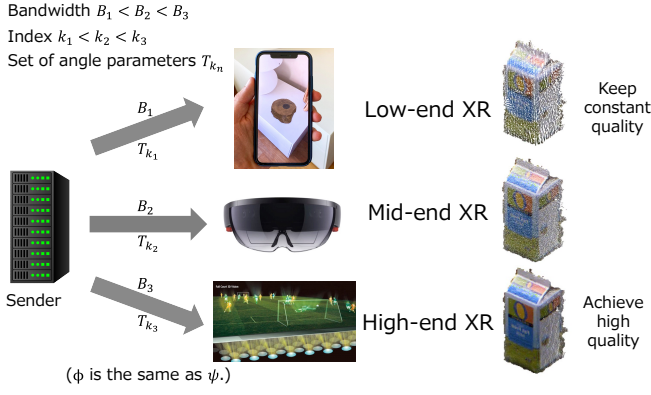 Bandwidth B₁ < B₂ < B₃
Index k₁ < k₂ < k₃
Set of angle parameters Tₖₙ
B₁
Tₖ₁
Low-end XR
Keep
constant
quality
B₂
Tₖ₂
Mid-end XR
Sender
B₃
Tₖ₃
High-end XR
Achieve
high
quality
(ϕ is the same as ψ.)